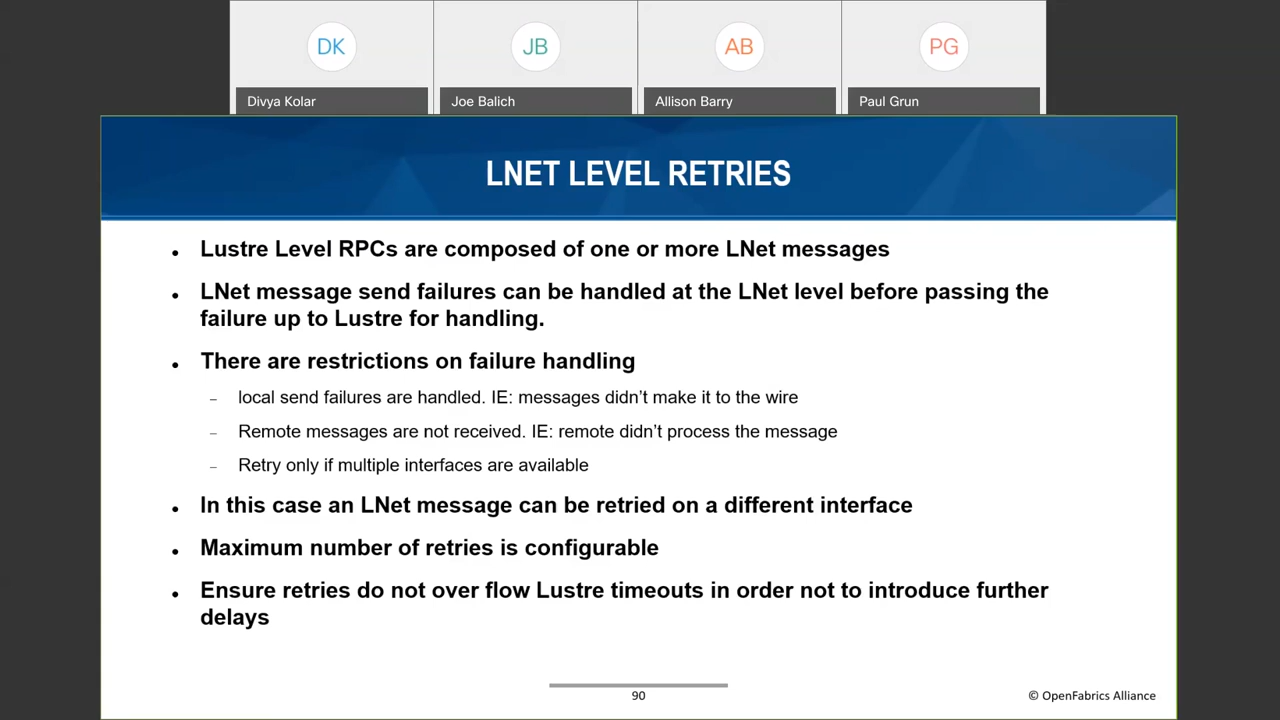 DK
JB
AB
PG
Divya Kolar
Joe Balich
Allison Barry
Paul Grun
LNET LEVEL RETRIES
• Lustre Level RPCs are composed of one or more LNet messages
• LNet message send failures can be handled at the LNet level before passing the
failure up to Lustre for handling.
• There are restrictions on failure handling
– local send failures are handled. IE: messages didn’t make it to the wire
– Remote messages are not received. IE: remote didn’t process the message
– Retry only if multiple interfaces are available
• In this case an LNet message can be retried on a different interface
• Maximum number of retries is configurable
• Ensure retries do not over flow Lustre timeouts in order not to introduce further
delays
90
© OpenFabrics Alliance